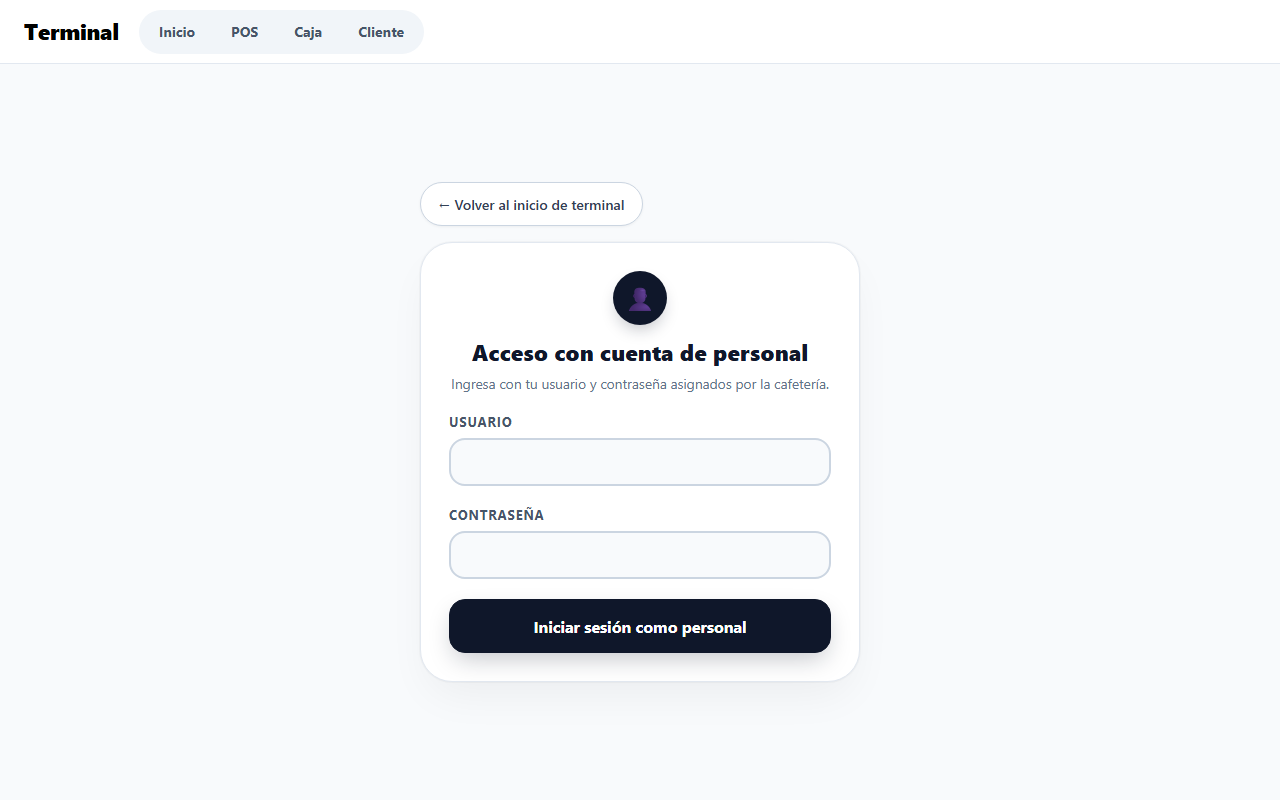 Terminal
Inicio
POS
Caja
Cliente
← Volver al inicio de terminal
Acceso con cuenta de personal
Ingresa con tu usuario y contraseña asignados por la cafetería.
USUARIO
CONTRASEÑA
Iniciar sesión como personal